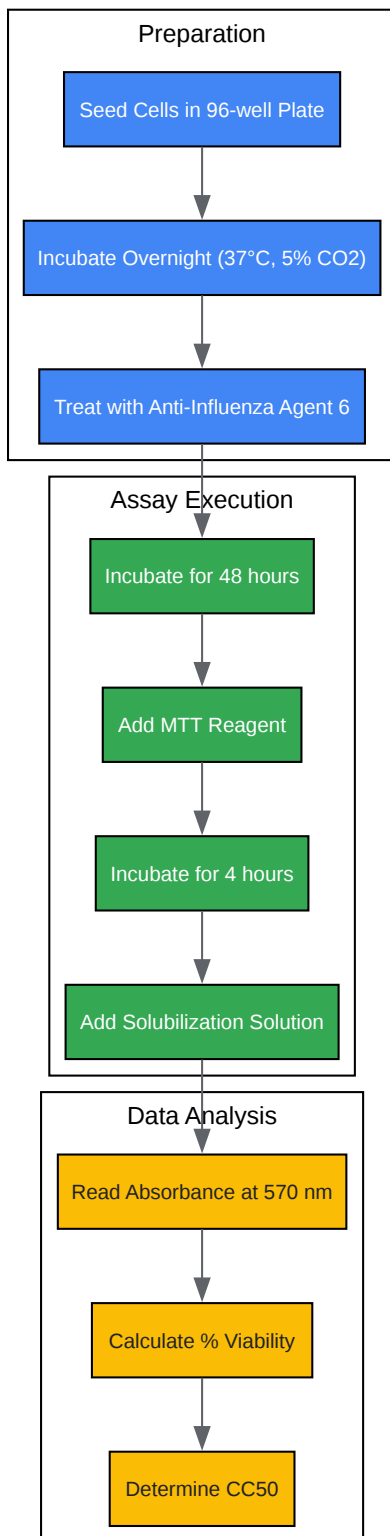 Preparation
Seed Cells in 96-well Plate
Incubate Overnight (37°C, 5% CO2)
Treat with Anti-Influenza Agent 6
Assay Execution
Incubate for 48 hours
Add MTT Reagent
Incubate for 4 hours
Add Solubilization Solution
Data Analysis
Read Absorbance at 570 nm
Calculate % Viability
Determine CC50